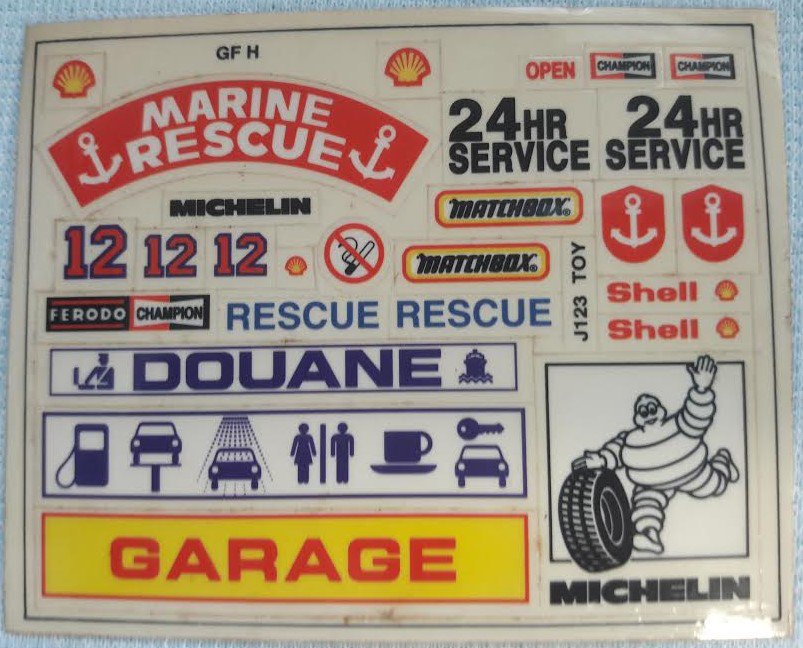 GF H
OPEN
CHAMPION
CHAMPION
MARINE
RESCUE
24HR
SERVICE
24HR
SERVICE
MICHELIN
MATCHBOX®
12
12
12
MATCHBOX®
J123 TOY
Shell
Shell
FERODO
CHAMPION
RESCUE
RESCUE
DOUANE
GARAGE
MICHELIN